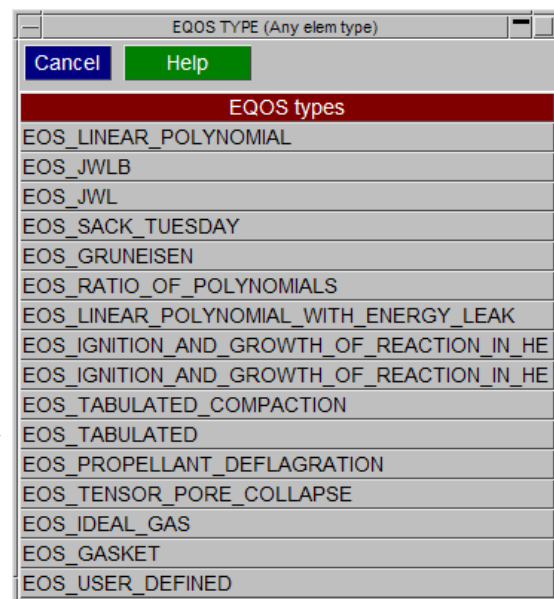 EQOS TYPE (Any elem type)
Cancel Help
EQOS types
EOS_LINEAR_POLYNOMIAL
EOS_JWLB
EOS_JWL
EOS_SACK_TUESDAY
EOS_GRUNEISEN
EOS_RATIO_OF_POLYNOMIALS
EOS_LINEAR_POLYNOMIAL_WITH_ENERGY_LEAK
EOS_IGNITION_AND_GROWTH_OF_REACTION_IN_HE
EOS_IGNITION_AND_GROWTH_OF_REACTION_IN_HE
EOS_TABULATED_COMPACTION
EOS_TABULATED
EOS_PROPELLANT_DEFLAGRATION
EOS_TENSOR_PORE_COLLAPSE
EOS_IDEAL_GAS
EOS_GASKET
EOS_USER_DEFINED